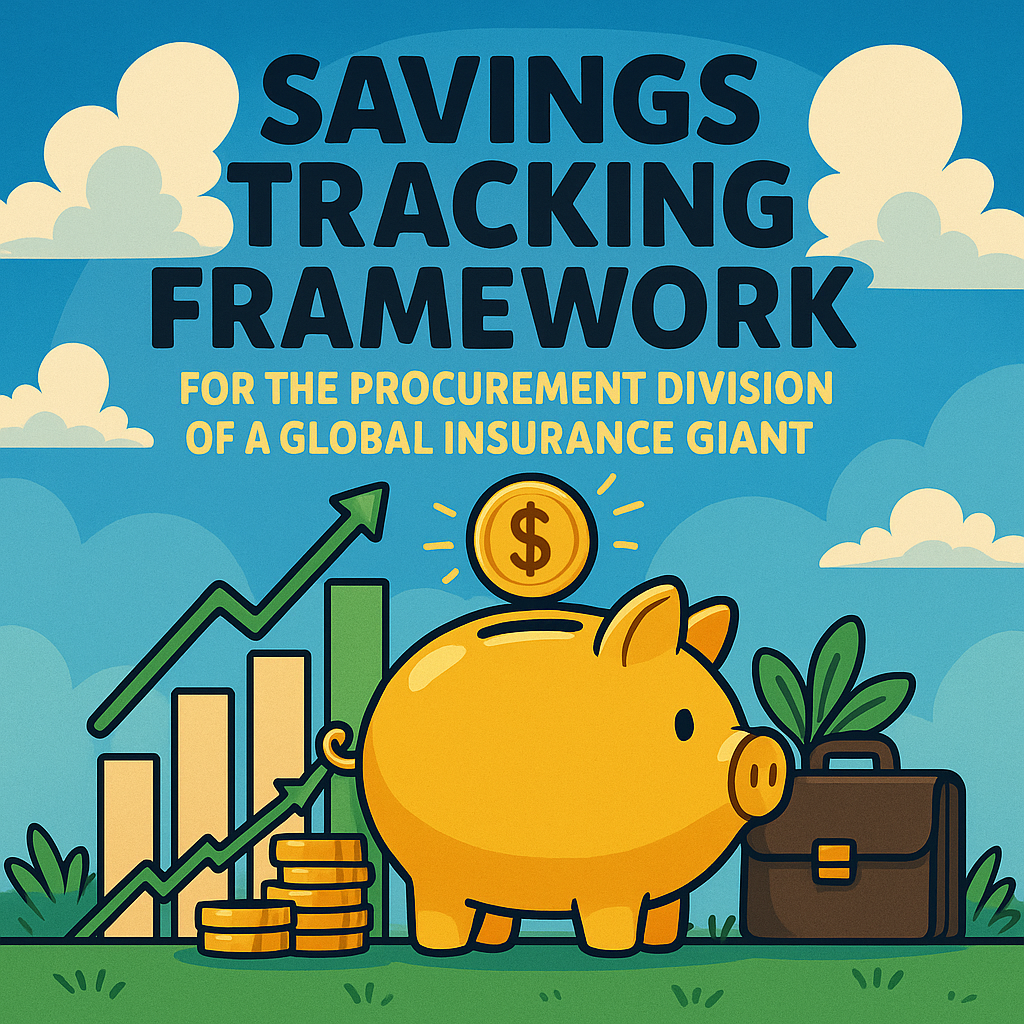 SAVINGS
TRACKING
FRAMEWORK
FOR THE PROCUREMENT DIVISION
OF A GLOBAL INSURANCE GIANT
$